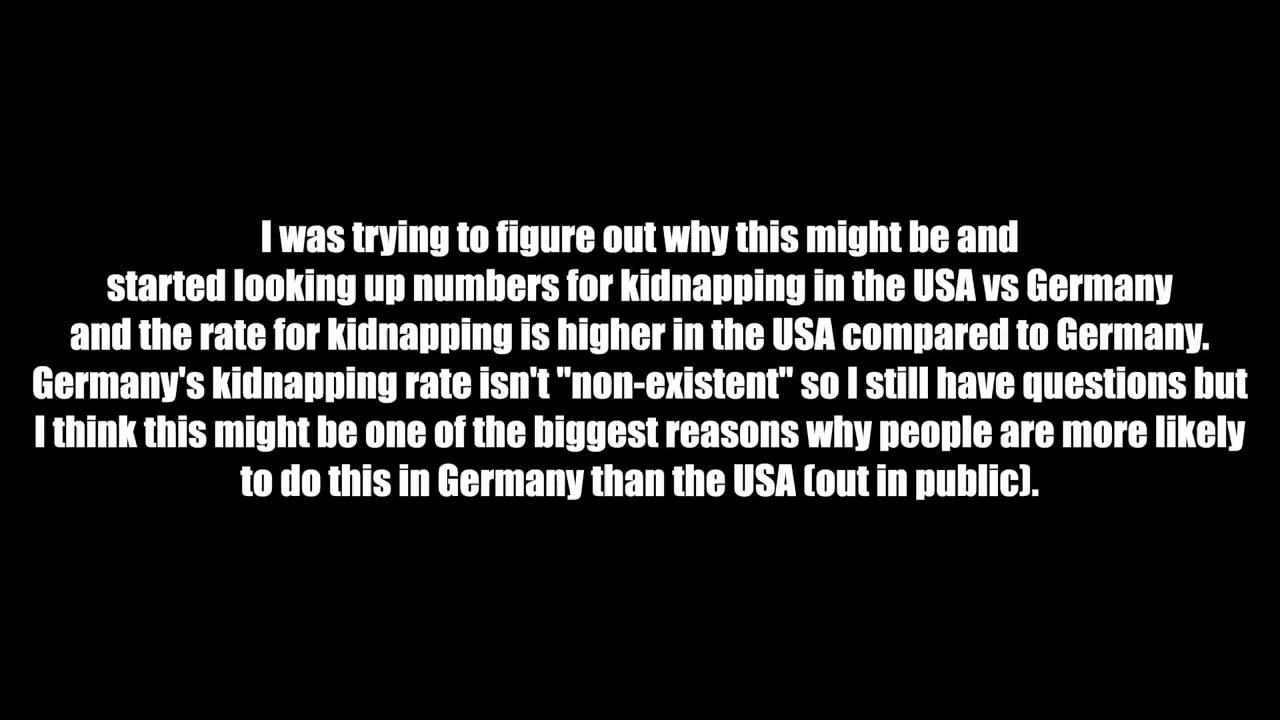 I was trying to figure out why this might be and
started looking up numbers for kidnapping in the USA vs Germany
and the rate for kidnapping is higher in the USA compared to Germany.
Germany's kidnapping rate isn't "non-existent" so I still have questions but
I think this might be one of the biggest reasons why people are more likely
to do this in Germany than the USA (out in public).